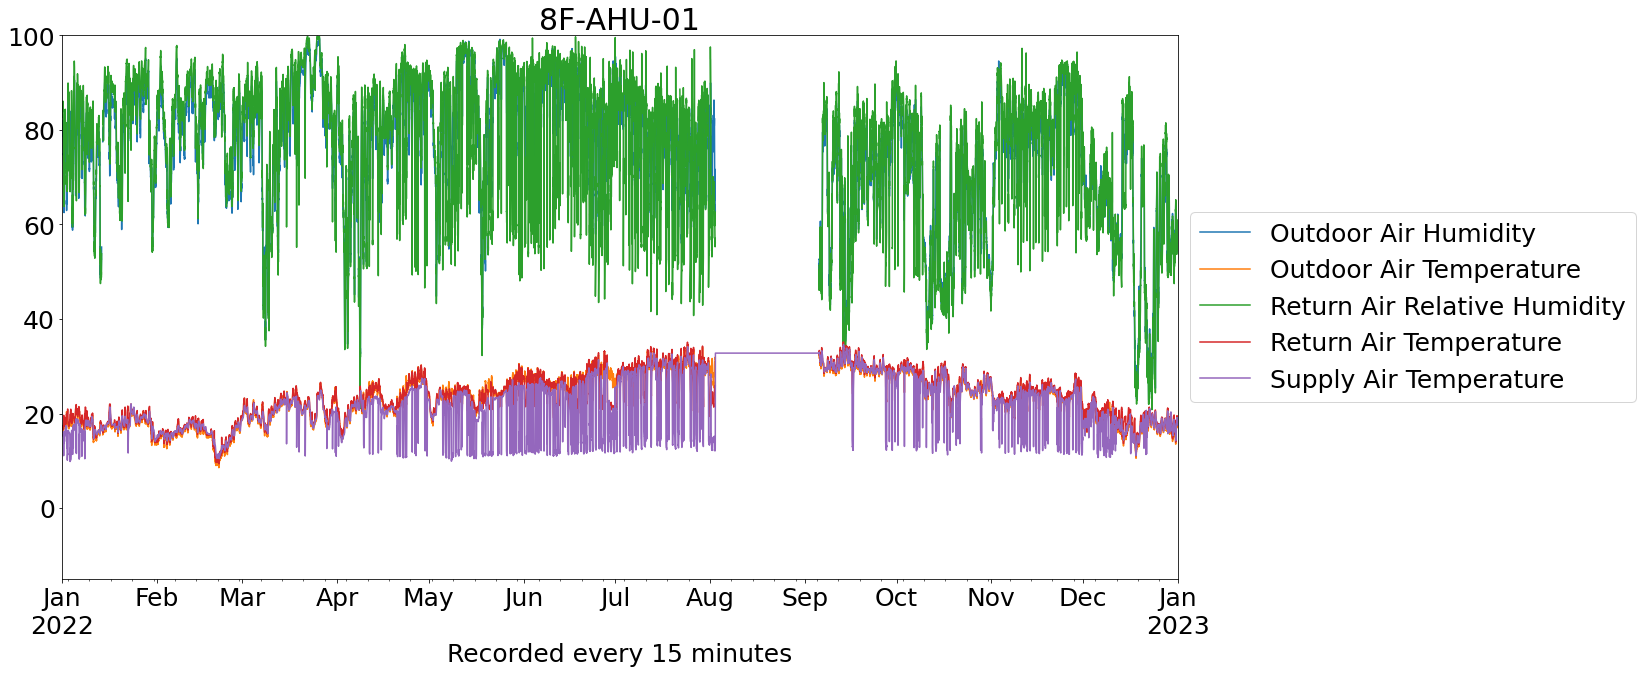 8F-AHU-01
100
80
60
40
20
0
Jan Feb Mar Apr May Jun Jul Aug Sep Oct Nov Dec Jan
2022 2023
Recorded every 15 minutes
Outdoor Air Humidity
Outdoor Air Temperature
Return Air Relative Humidity
Return Air Temperature
Supply Air Temperature